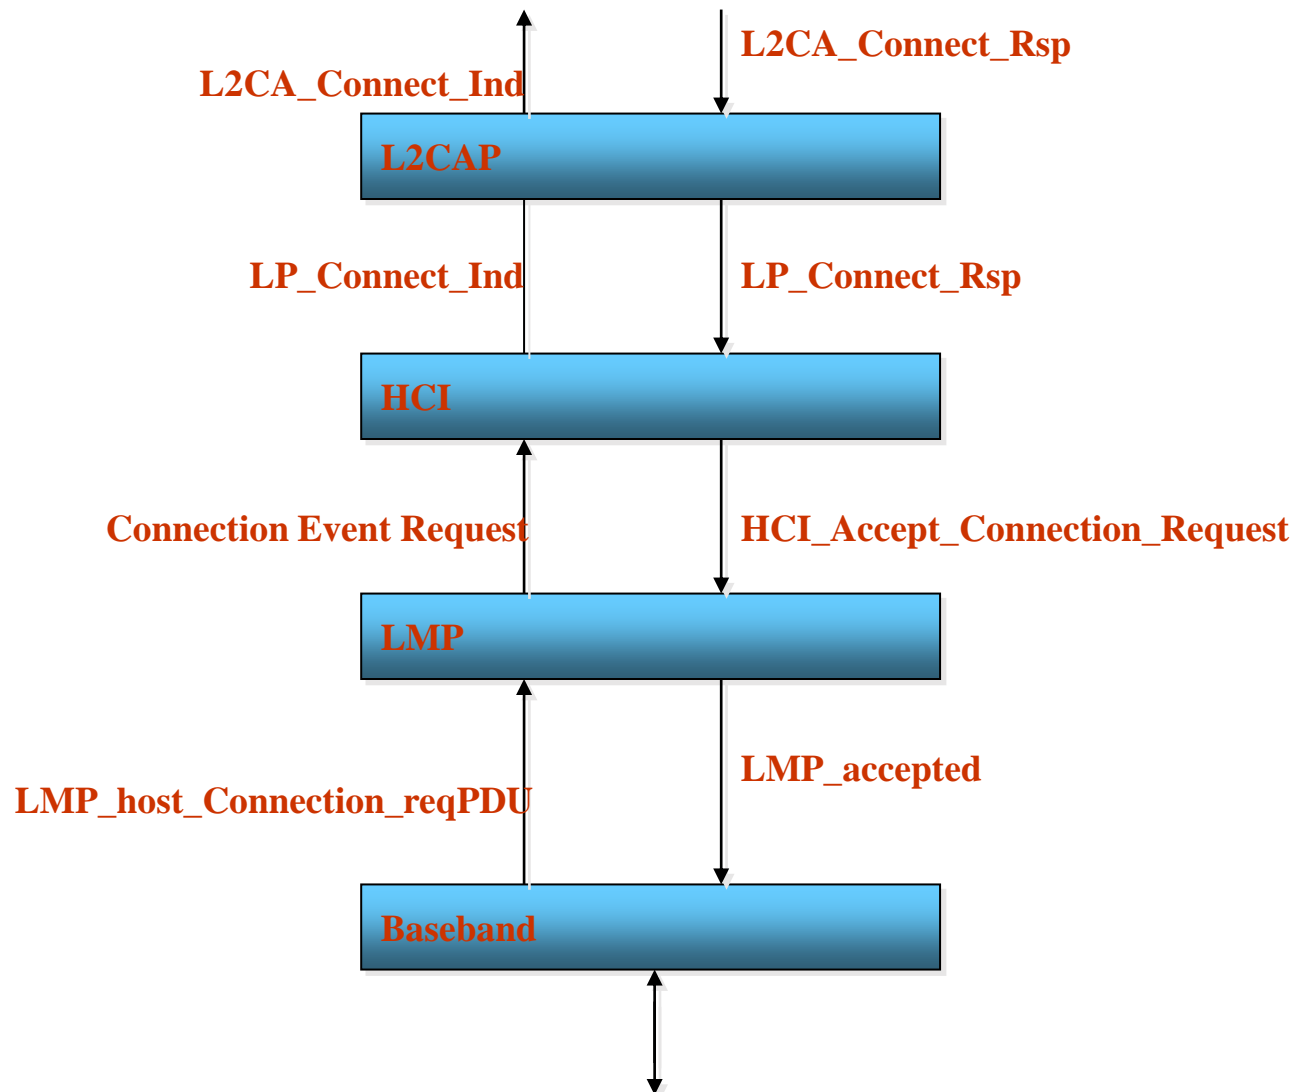 L2CA_Connect_Rsp
L2CA_Connect_Ind
L2CAP
LP_Connect_Ind
LP_Connect_Rsp
HCI
Connection Event Request
HCI_Accept_Connection_Request
LMP
LMP_accepted
LMP_host_Connection_reqPDU
Baseband